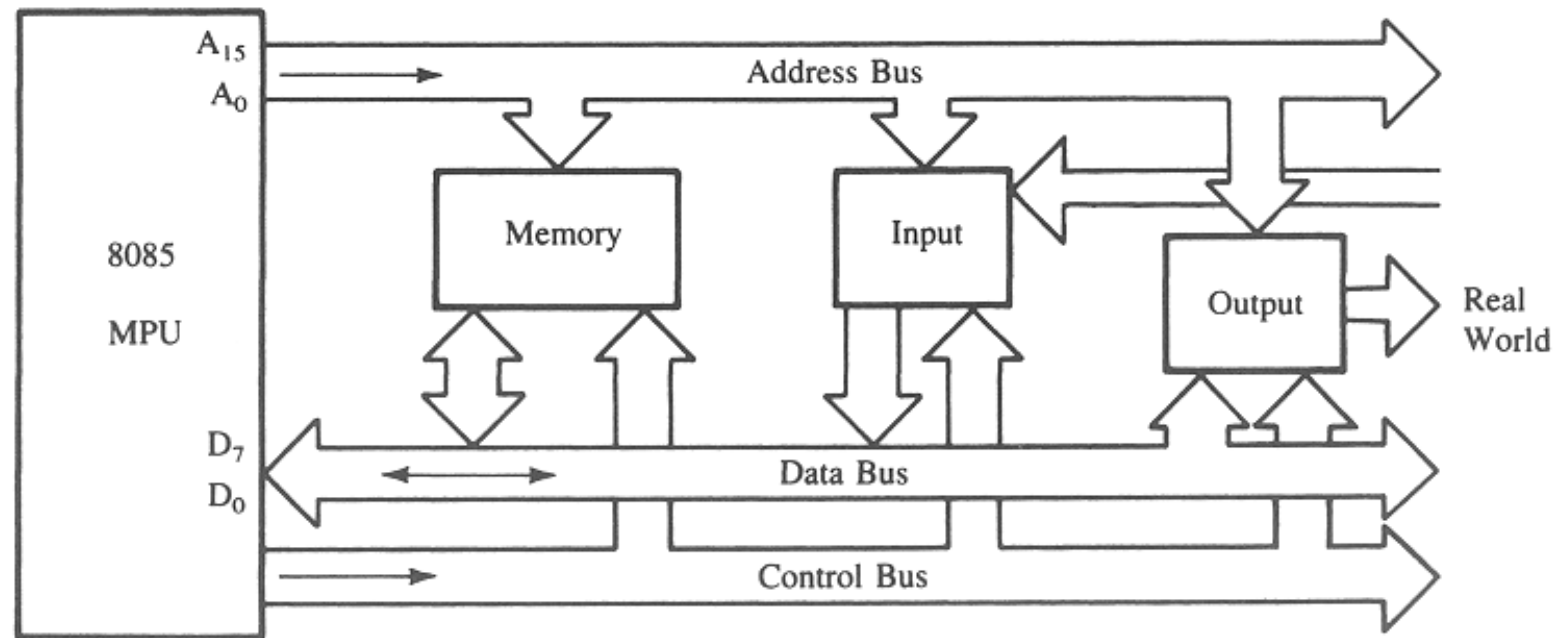 A15
A0
Address Bus
8085
MPU
Memory
Input
Output
Real
World
D7
D0
Data Bus
Control Bus